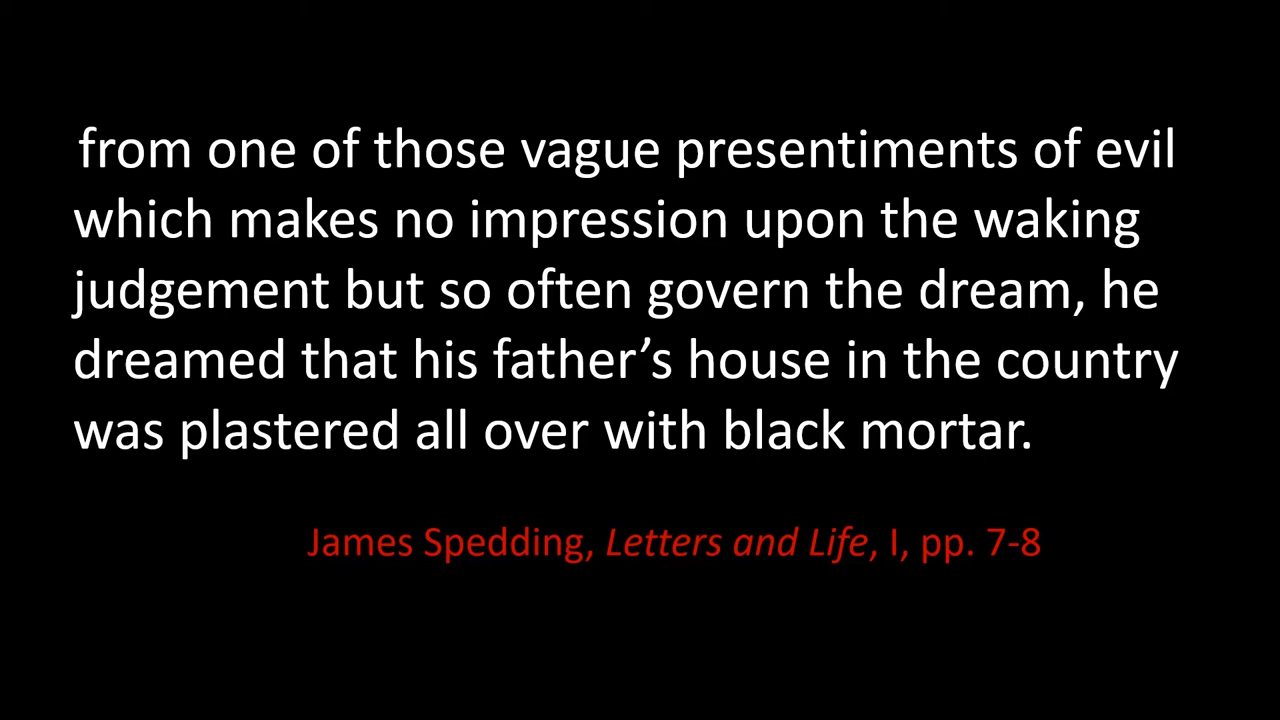 from one of those vague presentiments of evil
which makes no impression upon the waking
judgement but so often govern the dream, he
dreamed that his father’s house in the country
was plastered all over with black mortar.
James Spedding, Letters and Life, I, pp. 7-8